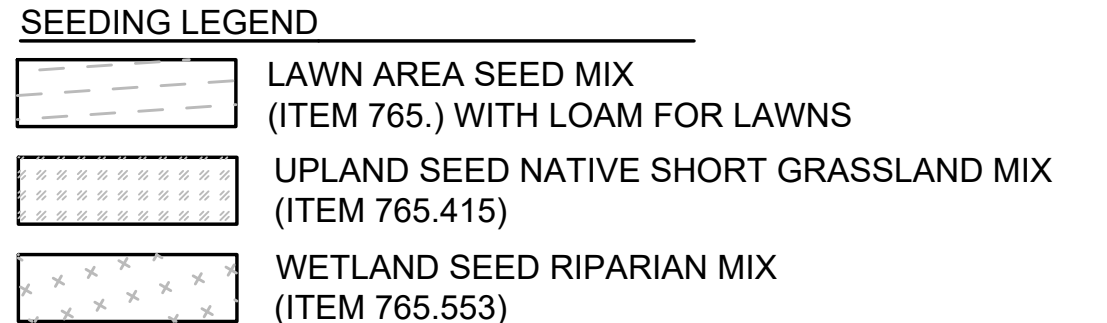 SEEDING LEGEND
LAWN AREA SEED MIX
(ITEM 765.) WITH LOAM FOR LAWNS
UPLAND SEED NATIVE SHORT GRASSLAND MIX
(ITEM 765.415)
WETLAND SEED RIPARIAN MIX
(ITEM 765.553)